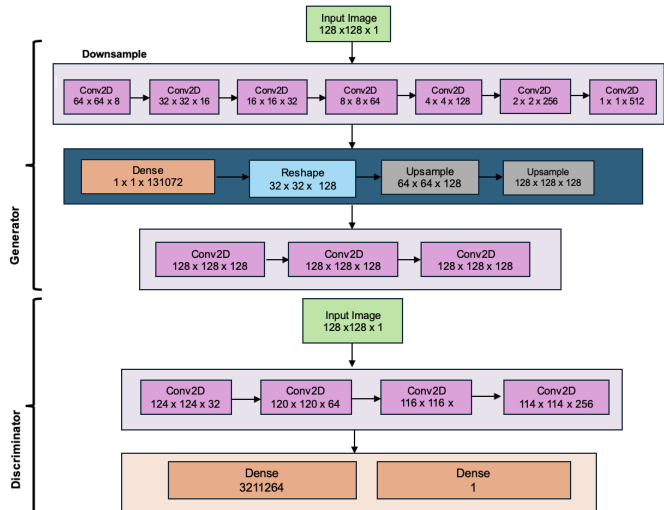 Input Image
128 x128 x 1
Downsample
Conv2D
64 x 64 x 8
Conv2D
32 x 32 x 16
Conv2D
16 x 16 x 32
Conv2D
8 x 8 x 64
Conv2D
4 x 4 x 128
Conv2D
2 x 2 x 256
Conv2D
1 x 1 x 512
Generator
Dense
1 x 1 x 131072
Reshape
32 x 32 x 128
Upsample
64 x 64 x 128
Upsample
128 x 128 x 128
Conv2D
128 x 128 x 128
Conv2D
128 x 128 x 128
Conv2D
128 x 128 x 128
Input Image
128 x128 x 1
Discriminator
Conv2D
124 x 124 x 32
Conv2D
120 x 120 x 64
Conv2D
116 x 116 x
Conv2D
114 x 114 x 256
Dense
3211264
Dense
1